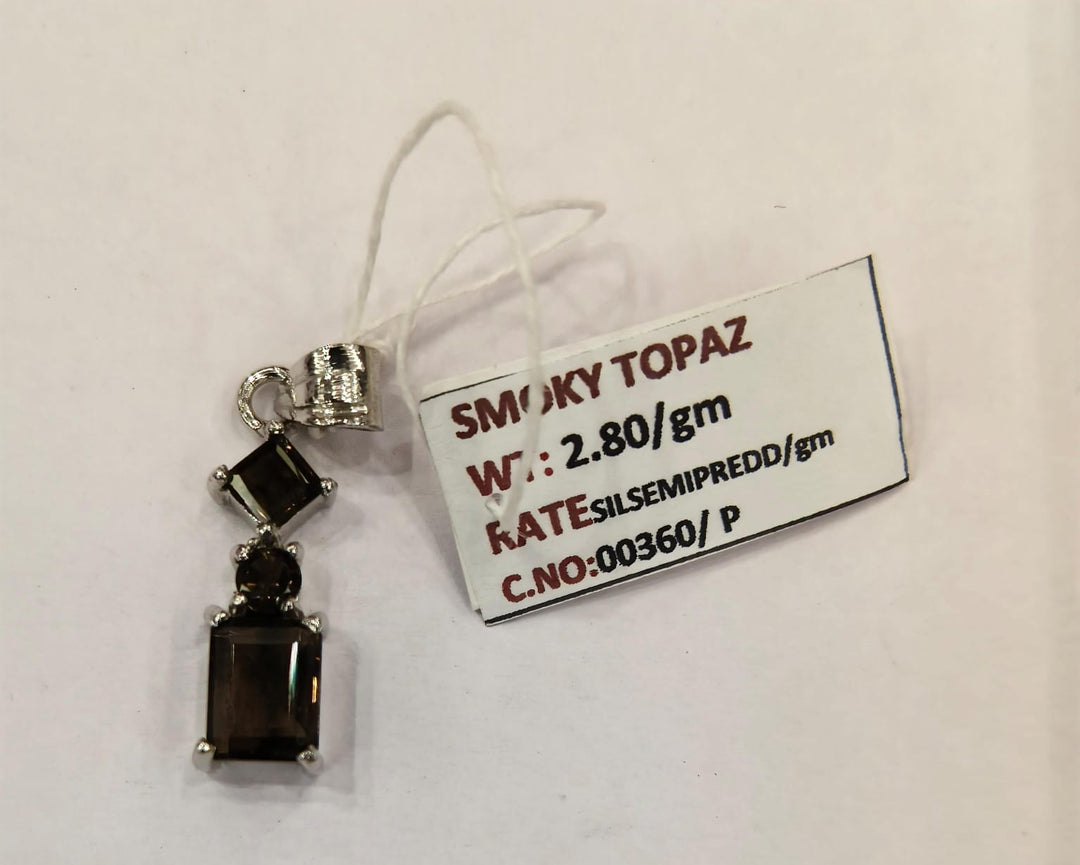 SMOKY TOPAZ
WT: 2.80/gm
RATESILSEMIPREDD/gm
C.NO:00360/ P